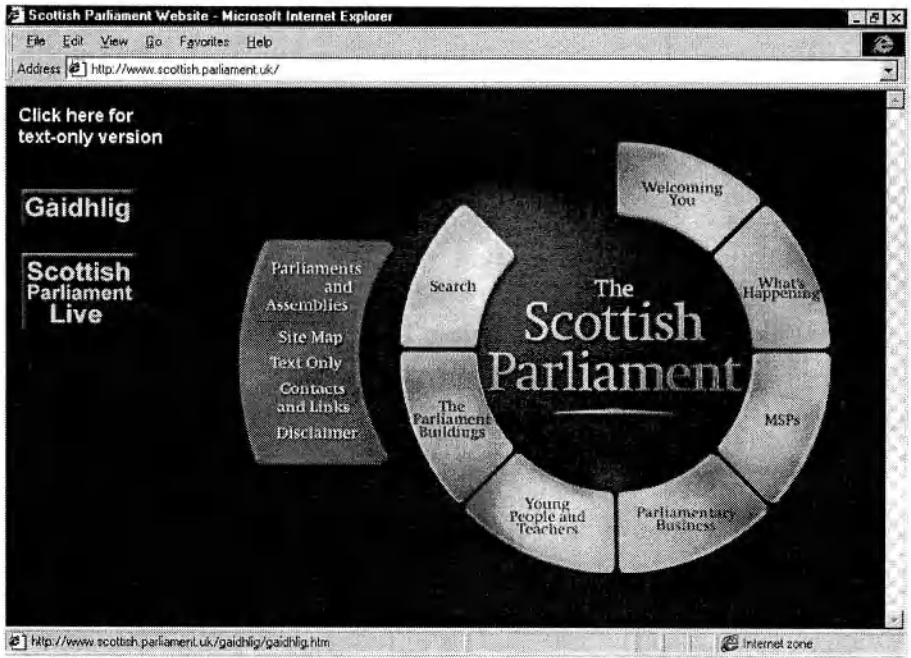 Scottish Parliament Website - Microsoft Internet Explorer
File Edit View Go Favorites Help
Address http://www.scottish.parliament.uk/
Click here for
text-only version
Gàidhlig
Scottish
Parliament
Live
Parliaments
and
Assemblies
Site Map
Text Only
Contacts
and Links
Disclaimer
Search
The
Parliament
Buildings
Young
People and
Teachers
Parliamentary
Business
MSPs
What's
Happening
Welcoming
You
The
Scottish
Parliament
http://www.scottish.parliament.uk/gaidhlig/gaidhlig.htm
Internet zone